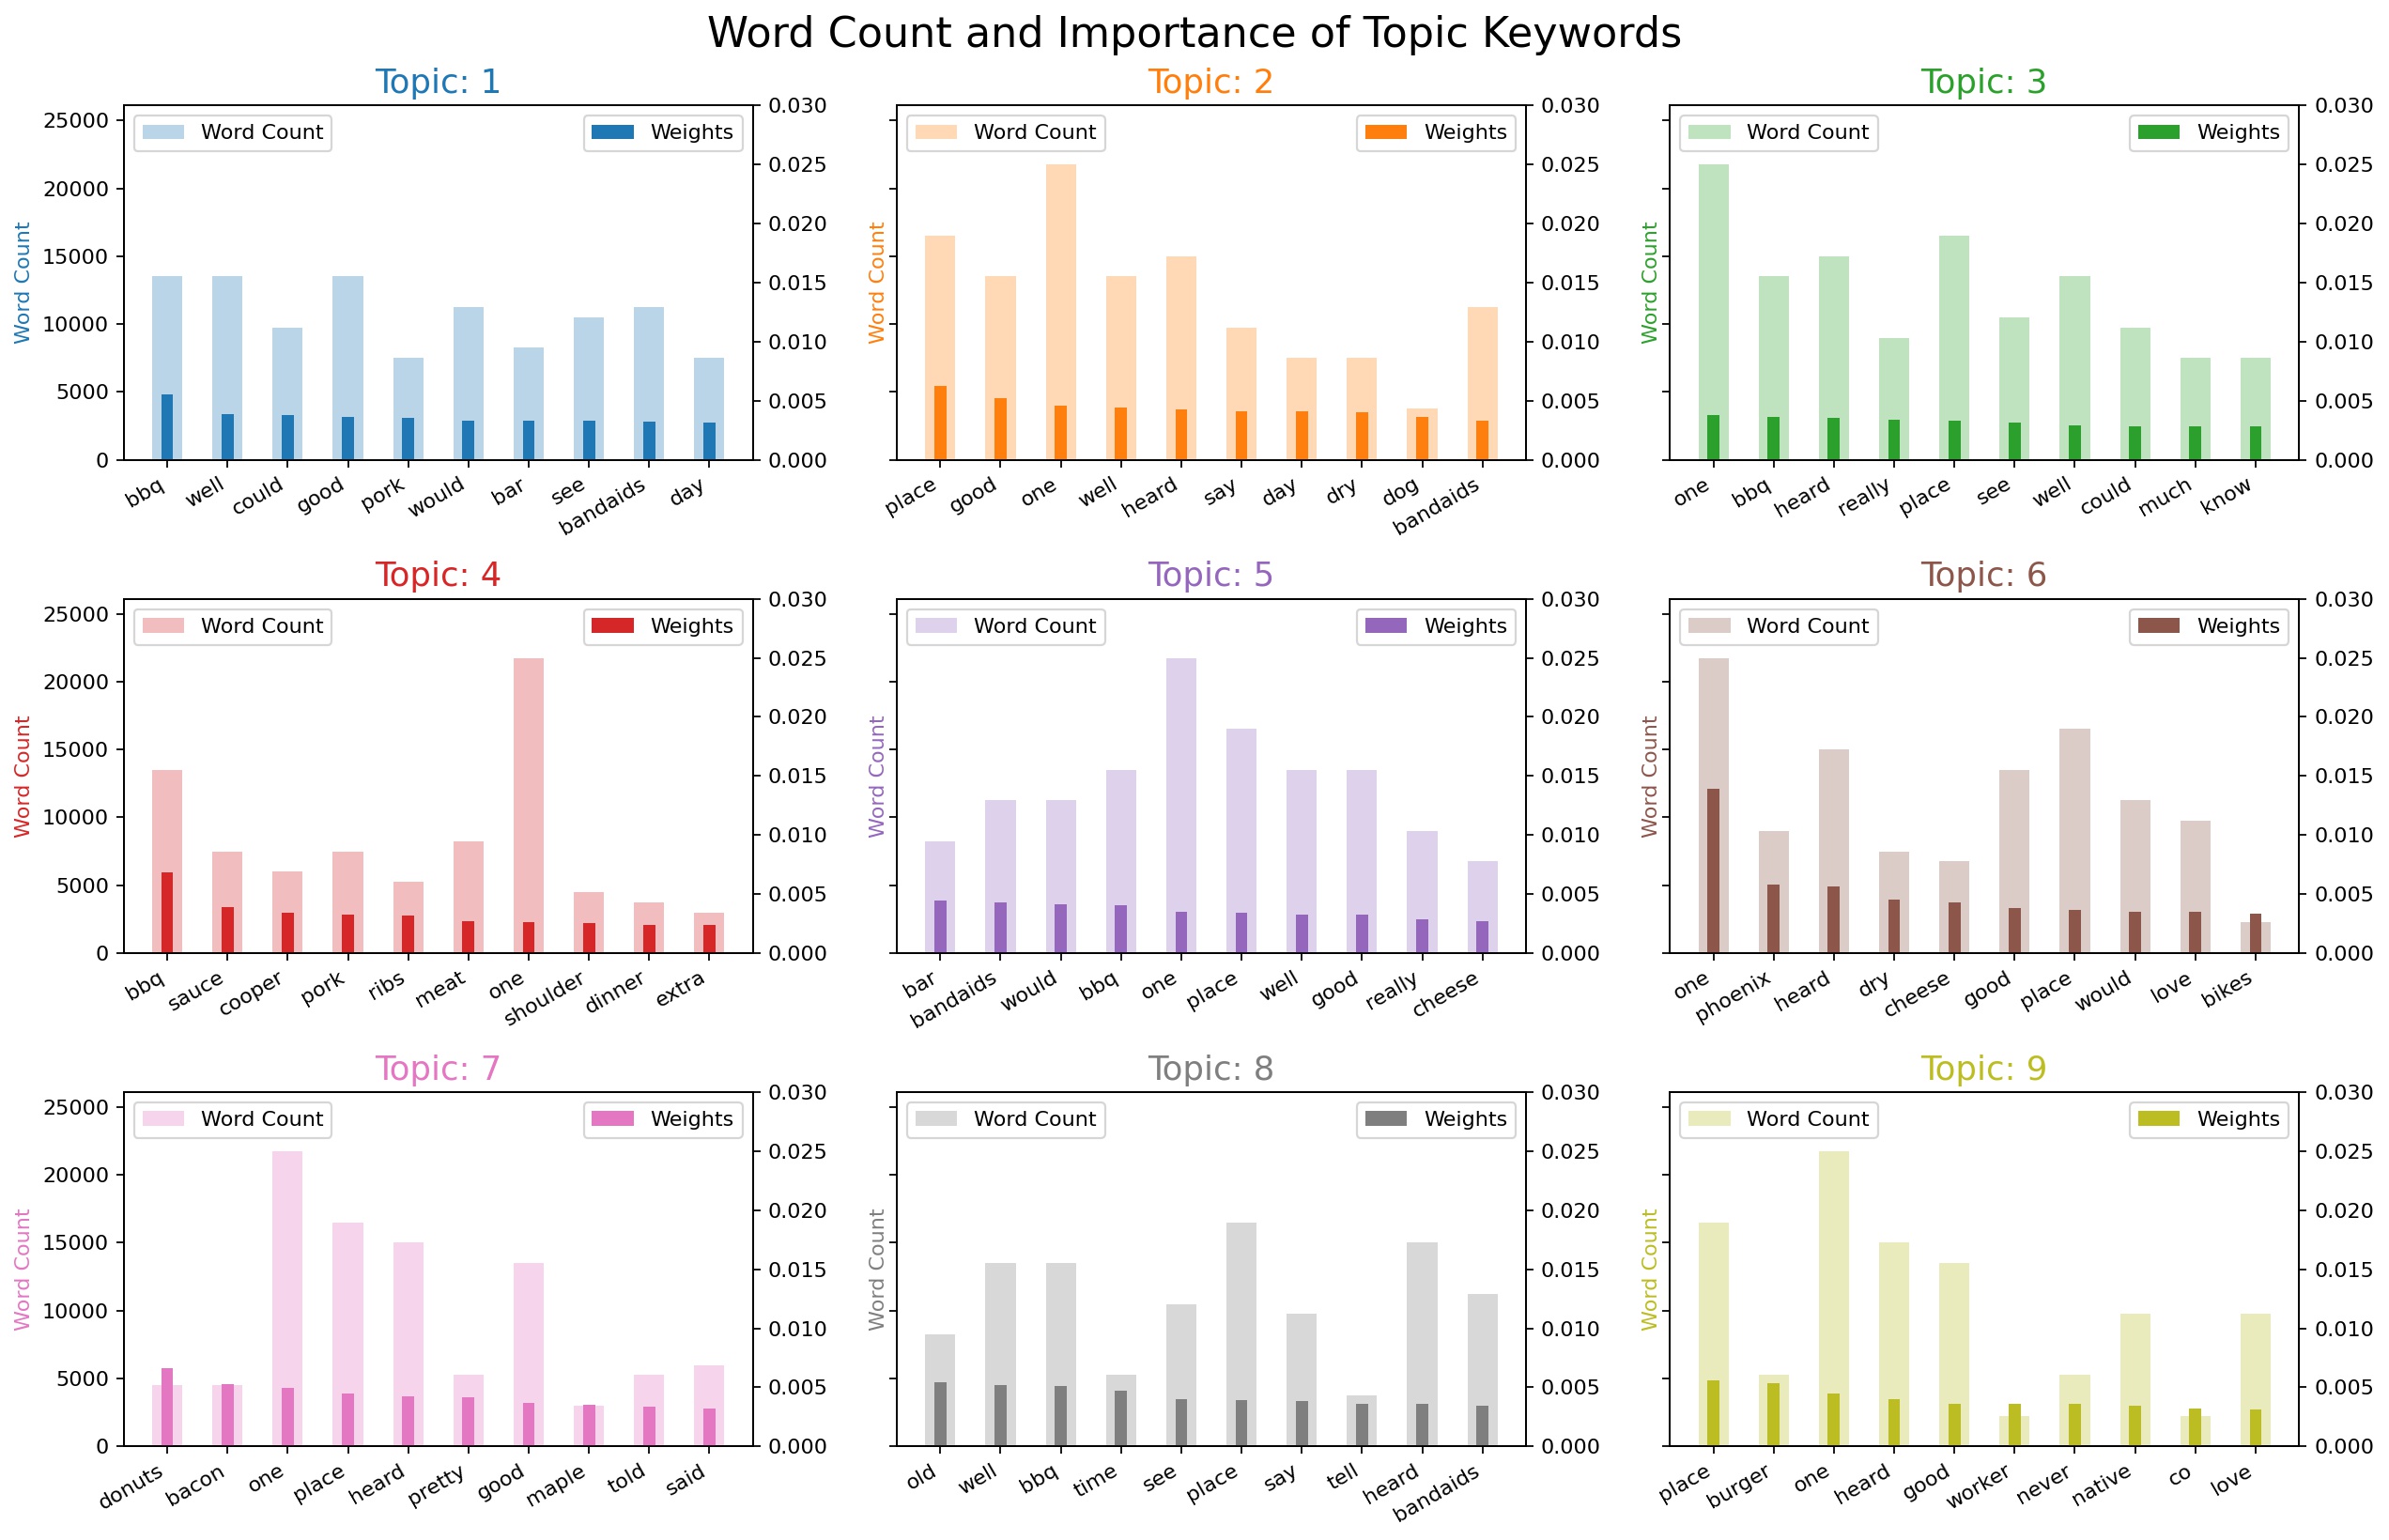 Word Count and Importance of Topic Keywords
Topic: 1
Word Count
Weights
Word Count
25000
20000
15000
10000
5000
0
0.030
0.025
0.020
0.015
0.010
0.005
0.000
bbq
well
could
good
pork
would
bar
see
bandaids
day
Topic: 2
Word Count
Weights
Word Count
0.030
0.025
0.020
0.015
0.010
0.005
0.000
place
good
one
well
heard
say
day
dry
dog
bandaids
Topic: 3
Word Count
Weights
Word Count
0.030
0.025
0.020
0.015
0.010
0.005
0.000
one
bbq
heard
really
place
see
well
could
much
know
Topic: 4
Word Count
Weights
Word Count
25000
20000
15000
10000
5000
0
0.030
0.025
0.020
0.015
0.010
0.005
0.000
bbq
sauce
cooper
pork
ribs
meat
one
shoulder
dinner
extra
Topic: 5
Word Count
Weights
Word Count
0.030
0.025
0.020
0.015
0.010
0.005
0.000
bar
bandaids
would
bbq
one
place
well
good
really
cheese
Topic: 6
Word Count
Weights
Word Count
0.030
0.025
0.020
0.015
0.010
0.005
0.000
one
phoenix
heard
dry
cheese
good
place
would
love
bikes
Topic: 7
Word Count
Weights
Word Count
25000
20000
15000
10000
5000
0
0.030
0.025
0.020
0.015
0.010
0.005
0.000
donuts
bacon
one
place
heard
pretty
good
maple
told
said
Topic: 8
Word Count
Weights
Word Count
0.030
0.025
0.020
0.015
0.010
0.005
0.000
old
well
bbq
time
see
place
say
tell
heard
bandaids
Topic: 9
Word Count
Weights
Word Count
0.030
0.025
0.020
0.015
0.010
0.005
0.000
place
burger
one
heard
good
worker
never
native
co
love